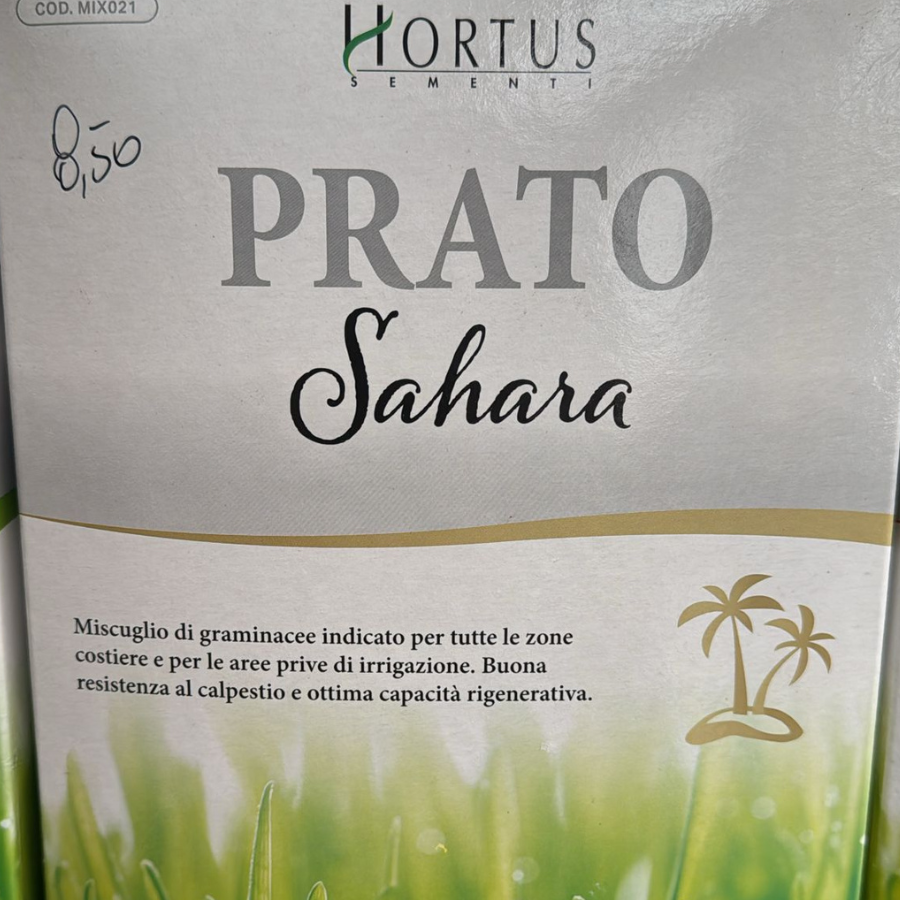 COD. MIX021
HORTUS
SEMENTI
8,50
PRATO
Sahara
Miscuglio di graminacee indicato per tutte le zone
costiere e per le aree prive di irrigazione. Buona
resistenza al calpestio e ottima capacità rigenerativa.